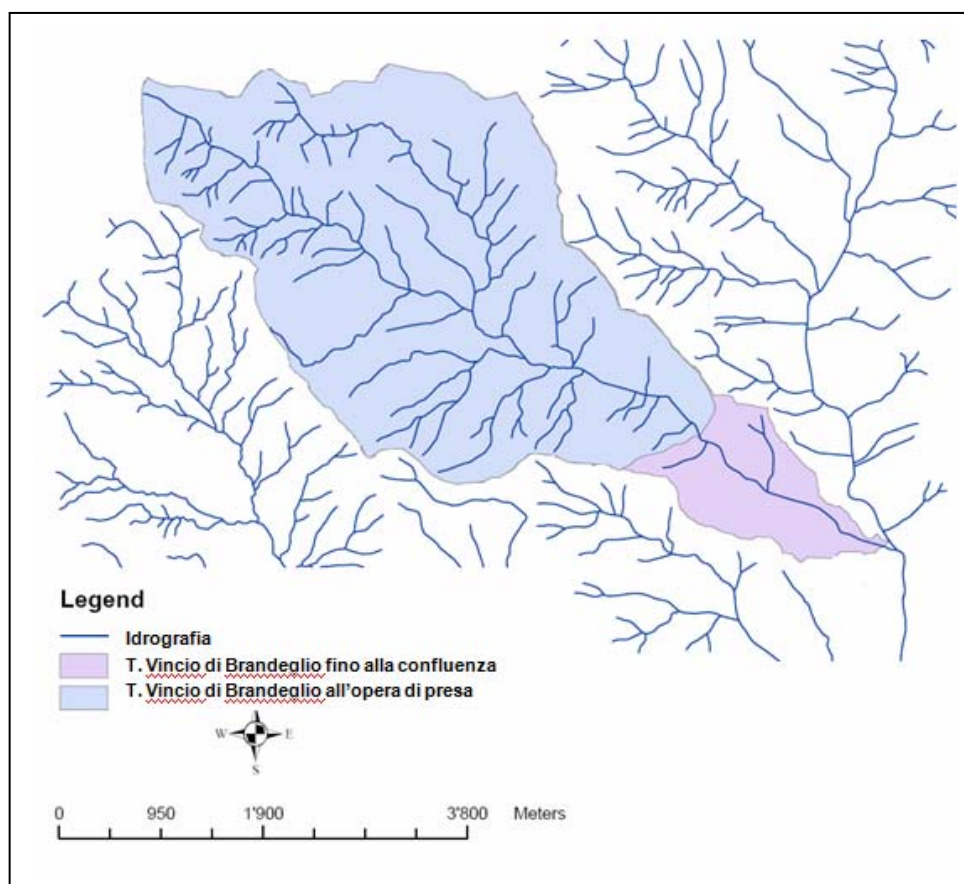 Legend
Idrografia
T. Vincio di Brandeglio fino alla confluenza
T. Vincio di Brandeglio all'opera di presa
W E
S
0 950 1'900 3'800 Meters